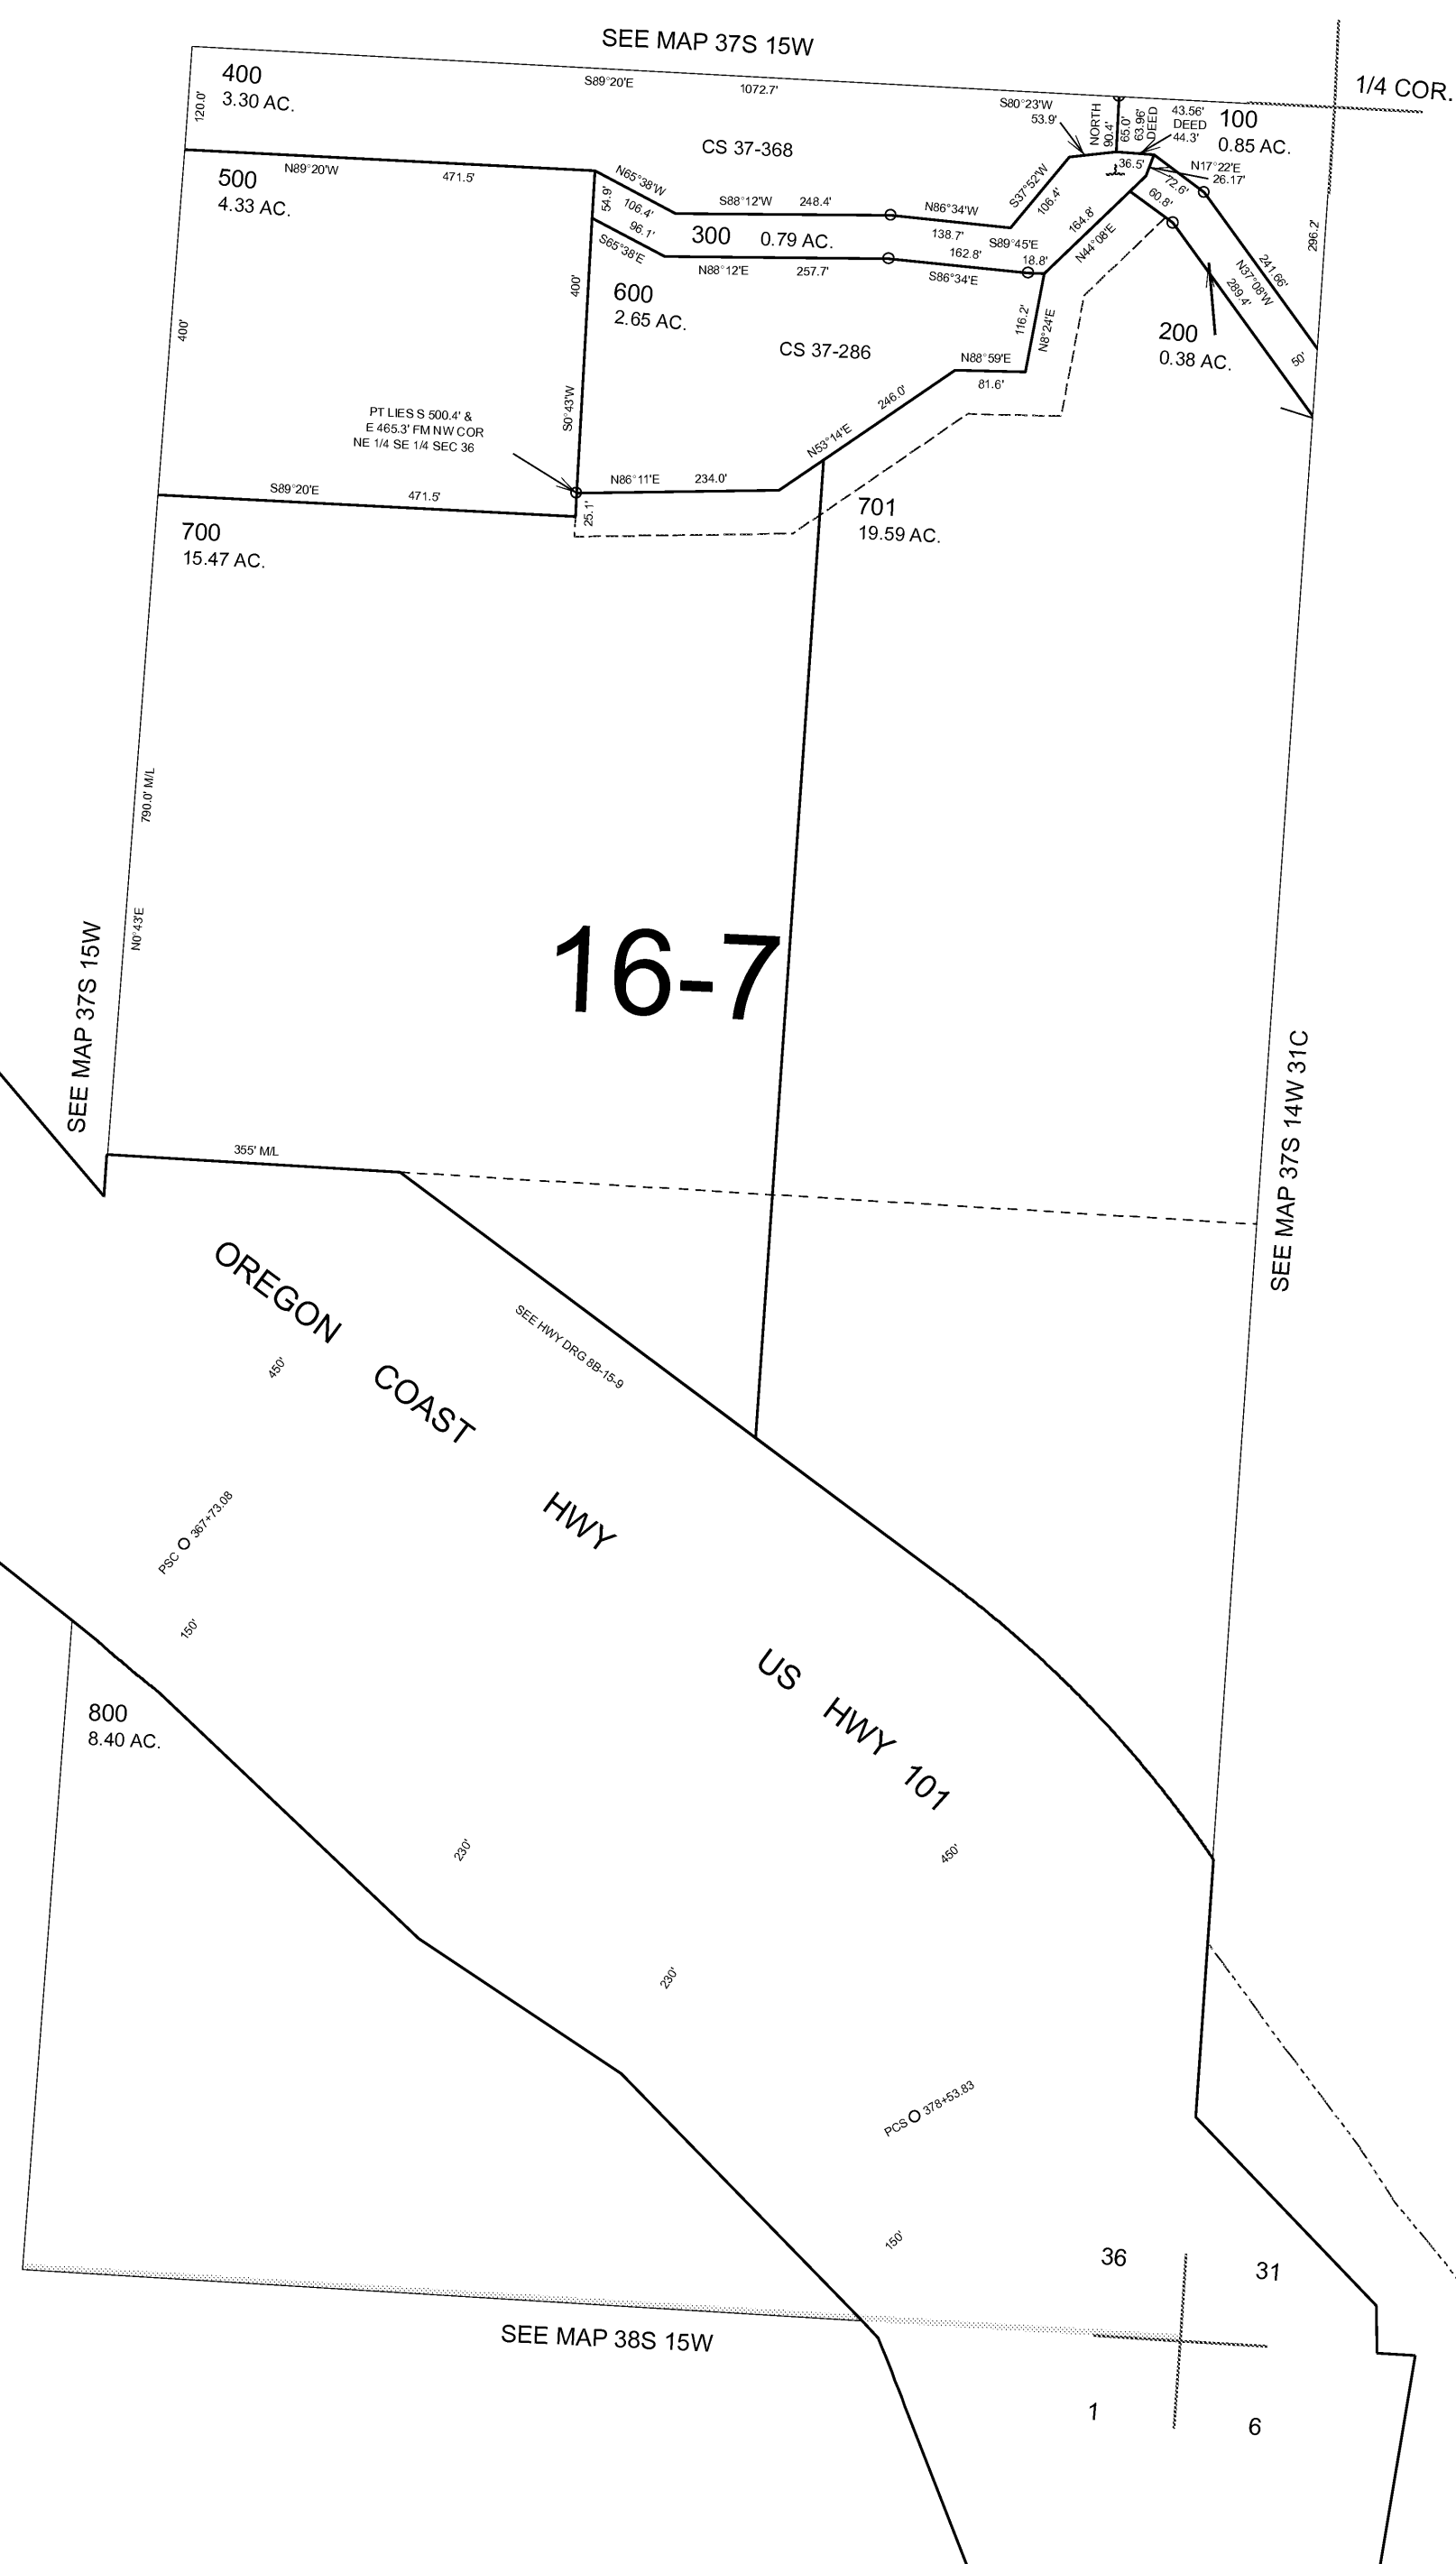 SEE MAP 37S 15W
1/4 COR.
400
3.30 AC.
120.0'
S89°20'E
1072.7'
S80°23'W
53.9'
NORTH
90.4'
65.0'
63.96'
DEED
43.56'
DEED
44.3'
100
0.85 AC.
CS 37-368
36.5'
N17°22'E
26.17'
72.6'
60.8'
N89°20'W
471.5'
500
4.33 AC.
N65°38'W
106.4'
54.9'
96.1'
S65°38'E
S88°12'W
248.4'
300
0.79 AC.
N86°34'W
138.7'
S37°52'W
106.4'
164.8'
N44°08'E
S89°45'E
162.8'
18.8'
N88°12'E
257.7'
S86°34'E
296.2'
241.66'
N37°08'W
289.4'
400'
400'
600
2.65 AC.
CS 37-286
116.2'
N8°24'E
200
0.38 AC.
50'
N88°59'E
81.6'
246.0'
N53°14'E
S0°43'W
PT LIES S 500.4' &
E 465.3' FM NW COR
NE 1/4 SE 1/4 SEC 36
N86°11'E
234.0'
S89°20'E
471.5'
25.1'
701
19.59 AC.
700
15.47 AC.
790.0' M/L
N0°43'E
16-7
SEE MAP 37S 15W
SEE MAP 37S 14W 31C
355' M/L
OREGON COAST HWY
SEE HWY DRG 8B-15-9
450'
PSC 367+73.08
150'
US HWY 101
800
8.40 AC.
230'
450'
230'
PCS 378+53.83
150'
36
31
SEE MAP 38S 15W
1
6